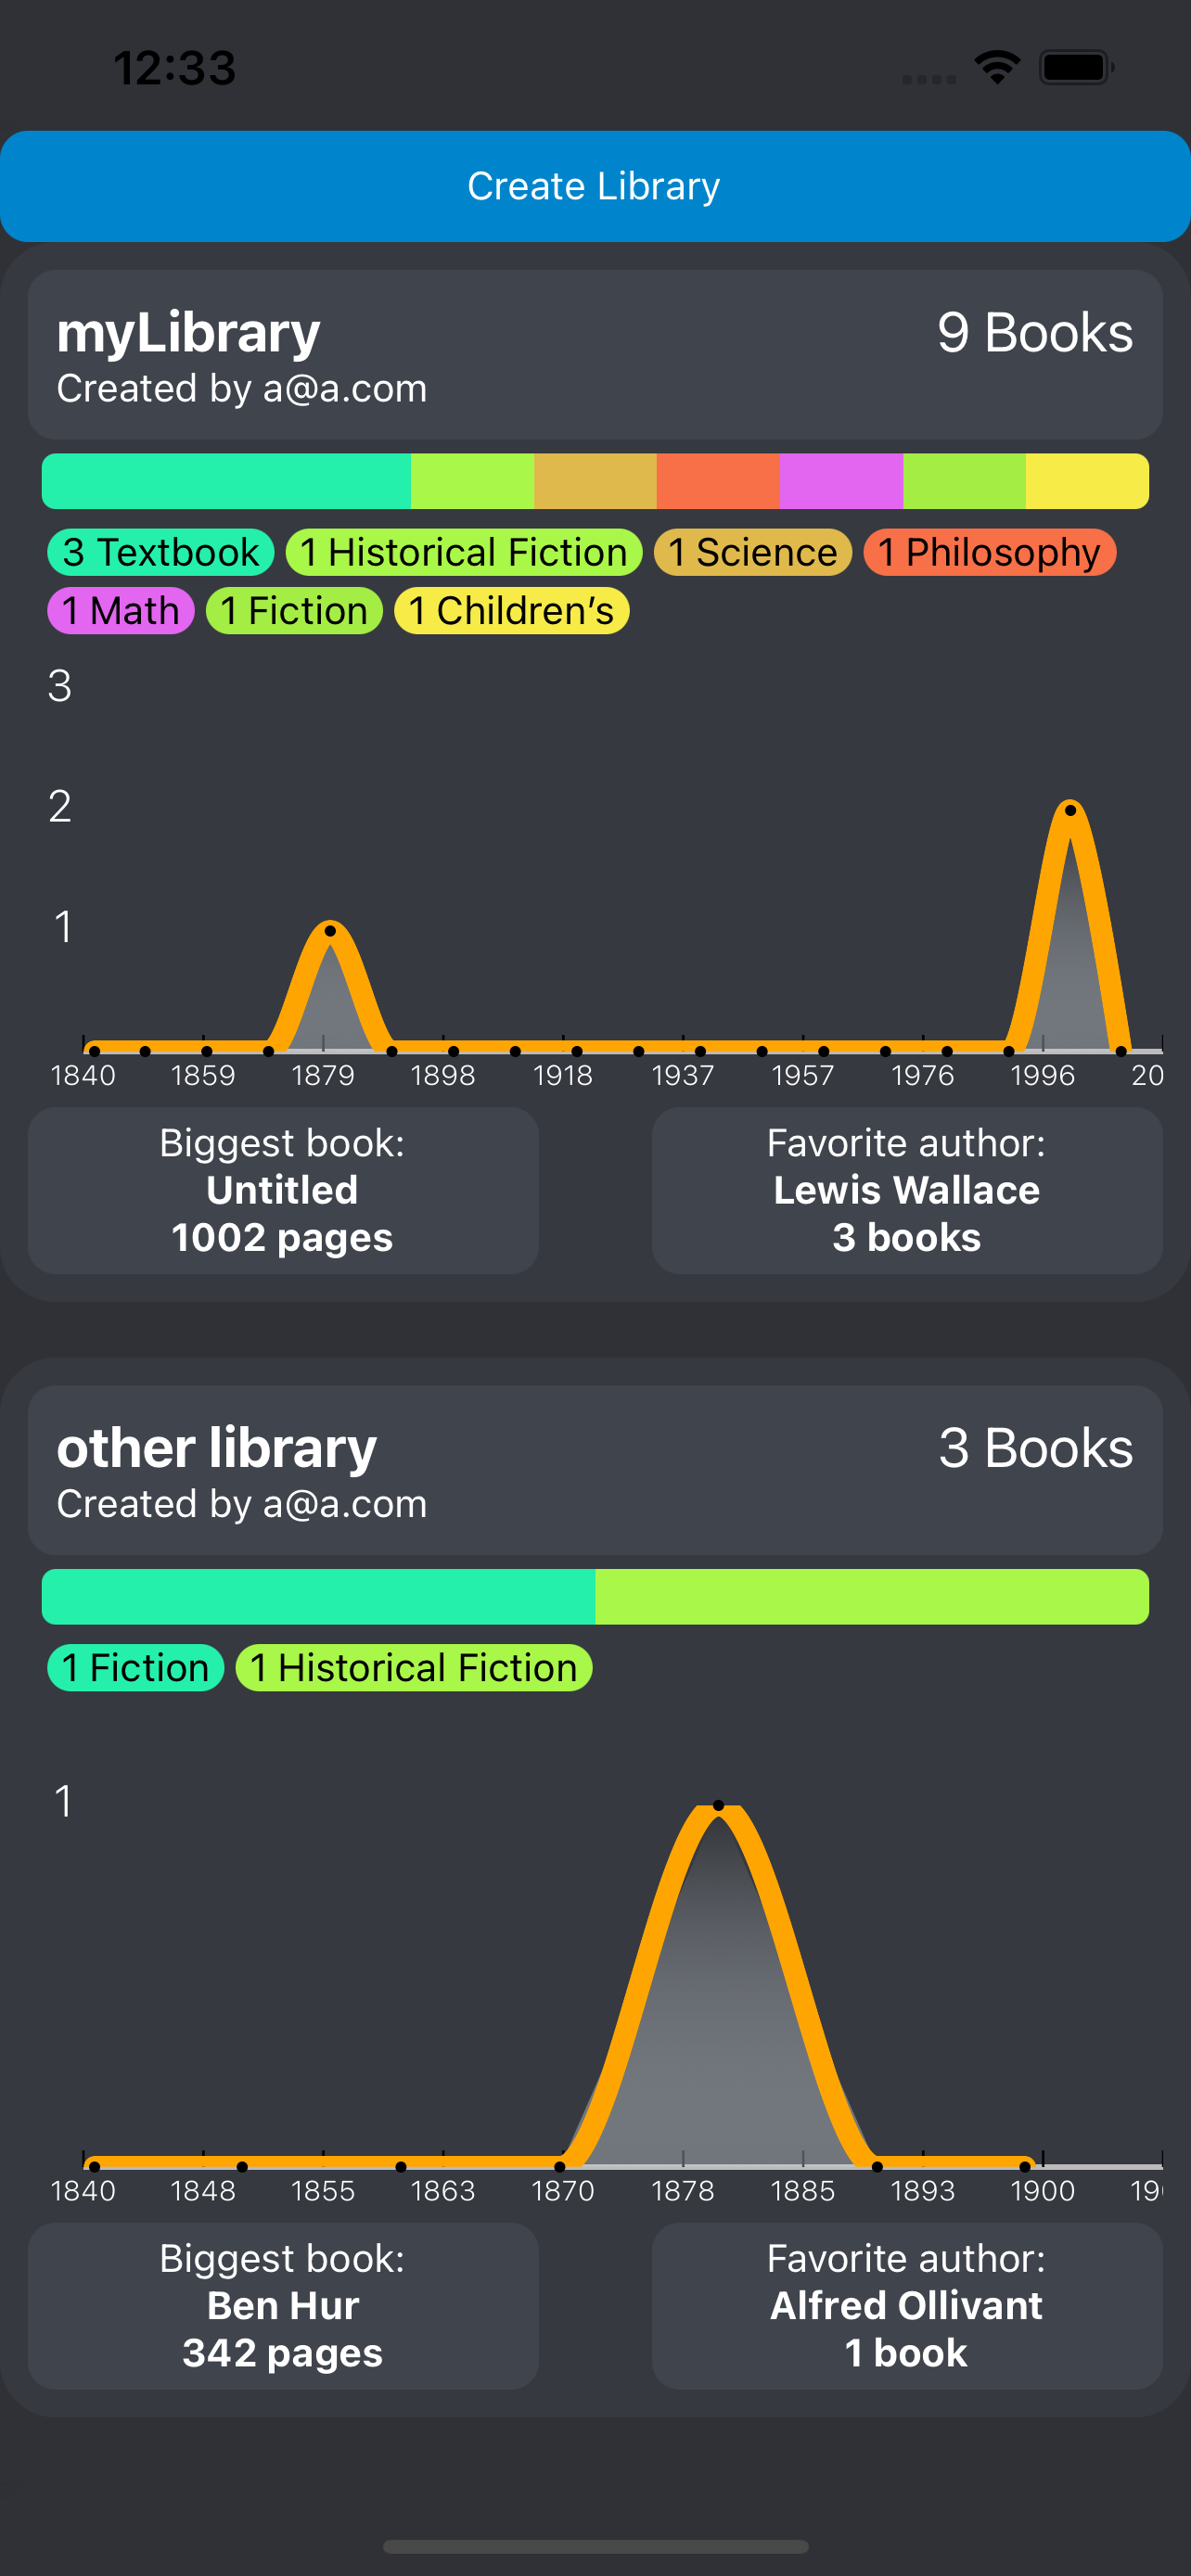 12:33
Create Library
myLibrary 9 Books
Created by a@a.com
3 Textbook 1 Historical Fiction 1 Science 1 Philosophy
1 Math 1 Fiction 1 Children’s
3
2
1
1840 1859 1879 1898 1918 1937 1957 1976 1996 20
Biggest book:
Untitled
1002 pages
Favorite author:
Lewis Wallace
3 books
other library 3 Books
Created by a@a.com
1 Fiction 1 Historical Fiction
1
1840 1848 1855 1863 1870 1878 1885 1893 1900 19
Biggest book:
Ben Hur
342 pages
Favorite author:
Alfred Ollivant
1 book